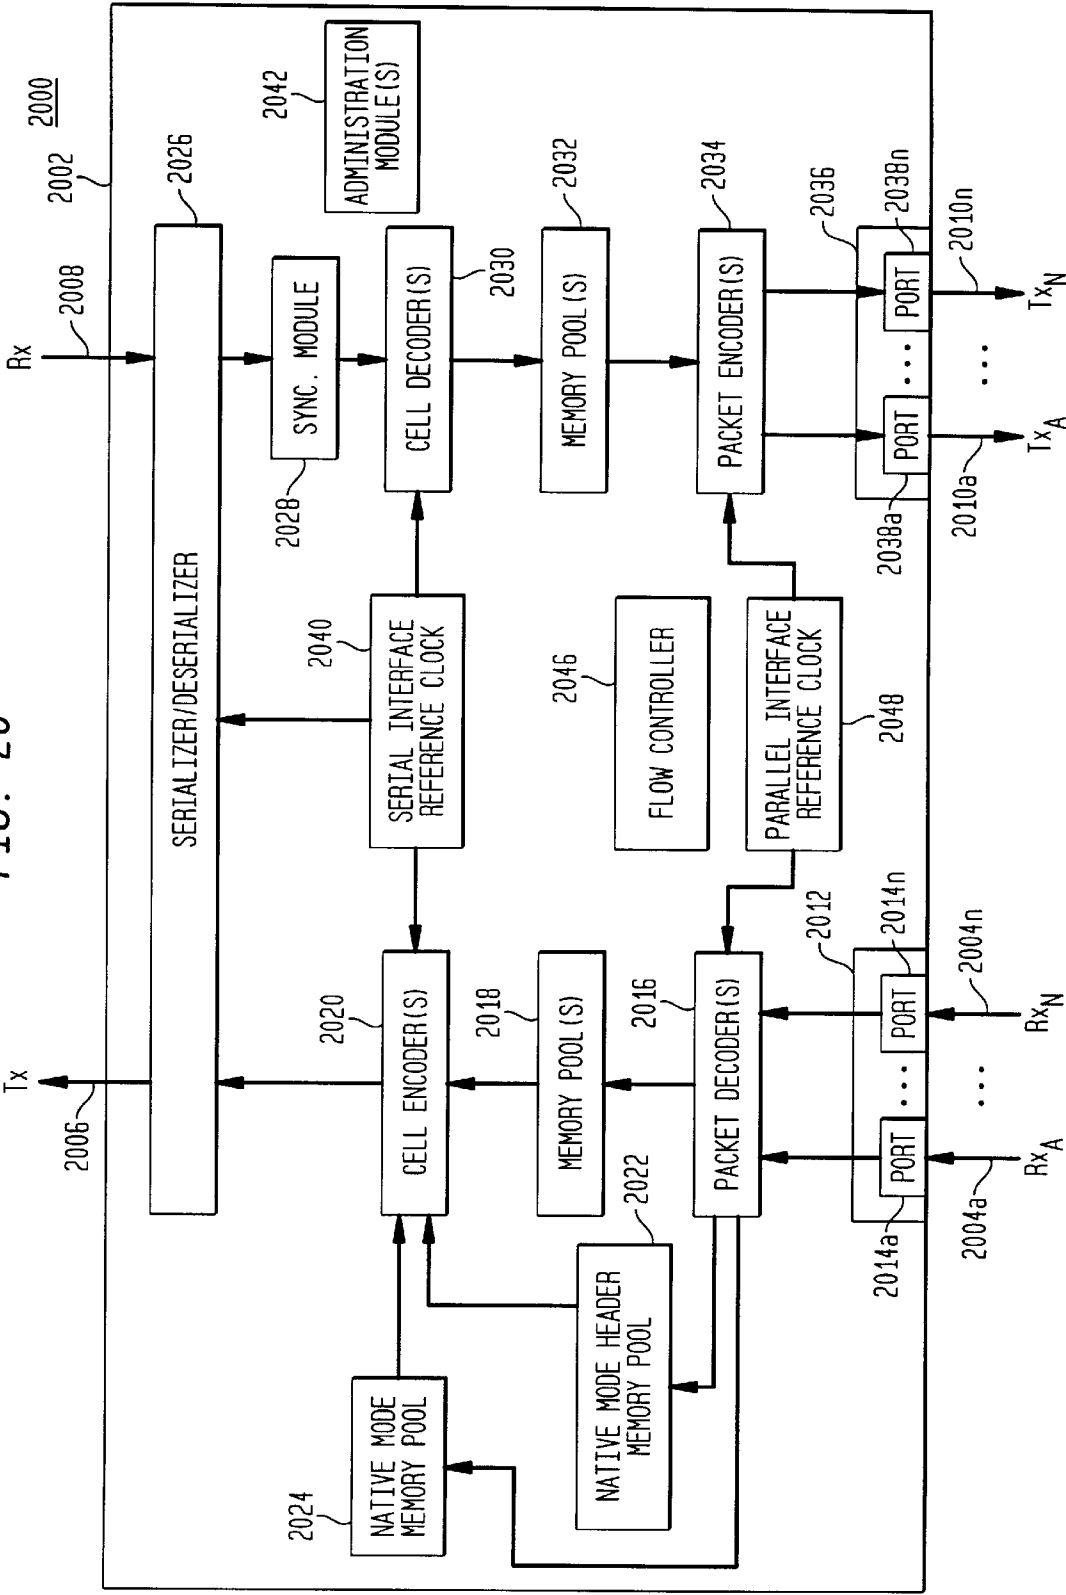 FIG. 20
2000
2002
Tx
2006
Rx
2008
2026
SERIALIZER/DESERIALIZER
2042
ADMINISTRATION
MODULE(S)
SYNC. MODULE
2028
2024
NATIVE MODE
MEMORY POOL
2020
CELL ENCODER(S)
2040
SERIAL INTERFACE
REFERENCE CLOCK
CELL DECODER(S)
2030
2018
MEMORY POOL(S)
2022
NATIVE MODE HEADER
MEMORY POOL
2046
FLOW CONTROLLER
MEMORY POOL(S)
2032
2016
PACKET DECODER(S)
PARALLEL INTERFACE
REFERENCE CLOCK
2048
PACKET ENCODER(S)
2034
2012
2014a
PORT
...
PORT
2014n
2036
2038a
PORT
...
PORT
2038n
2004a
...
2004n
2010a
...
2010n
RxA
RxN
TxA
TxN